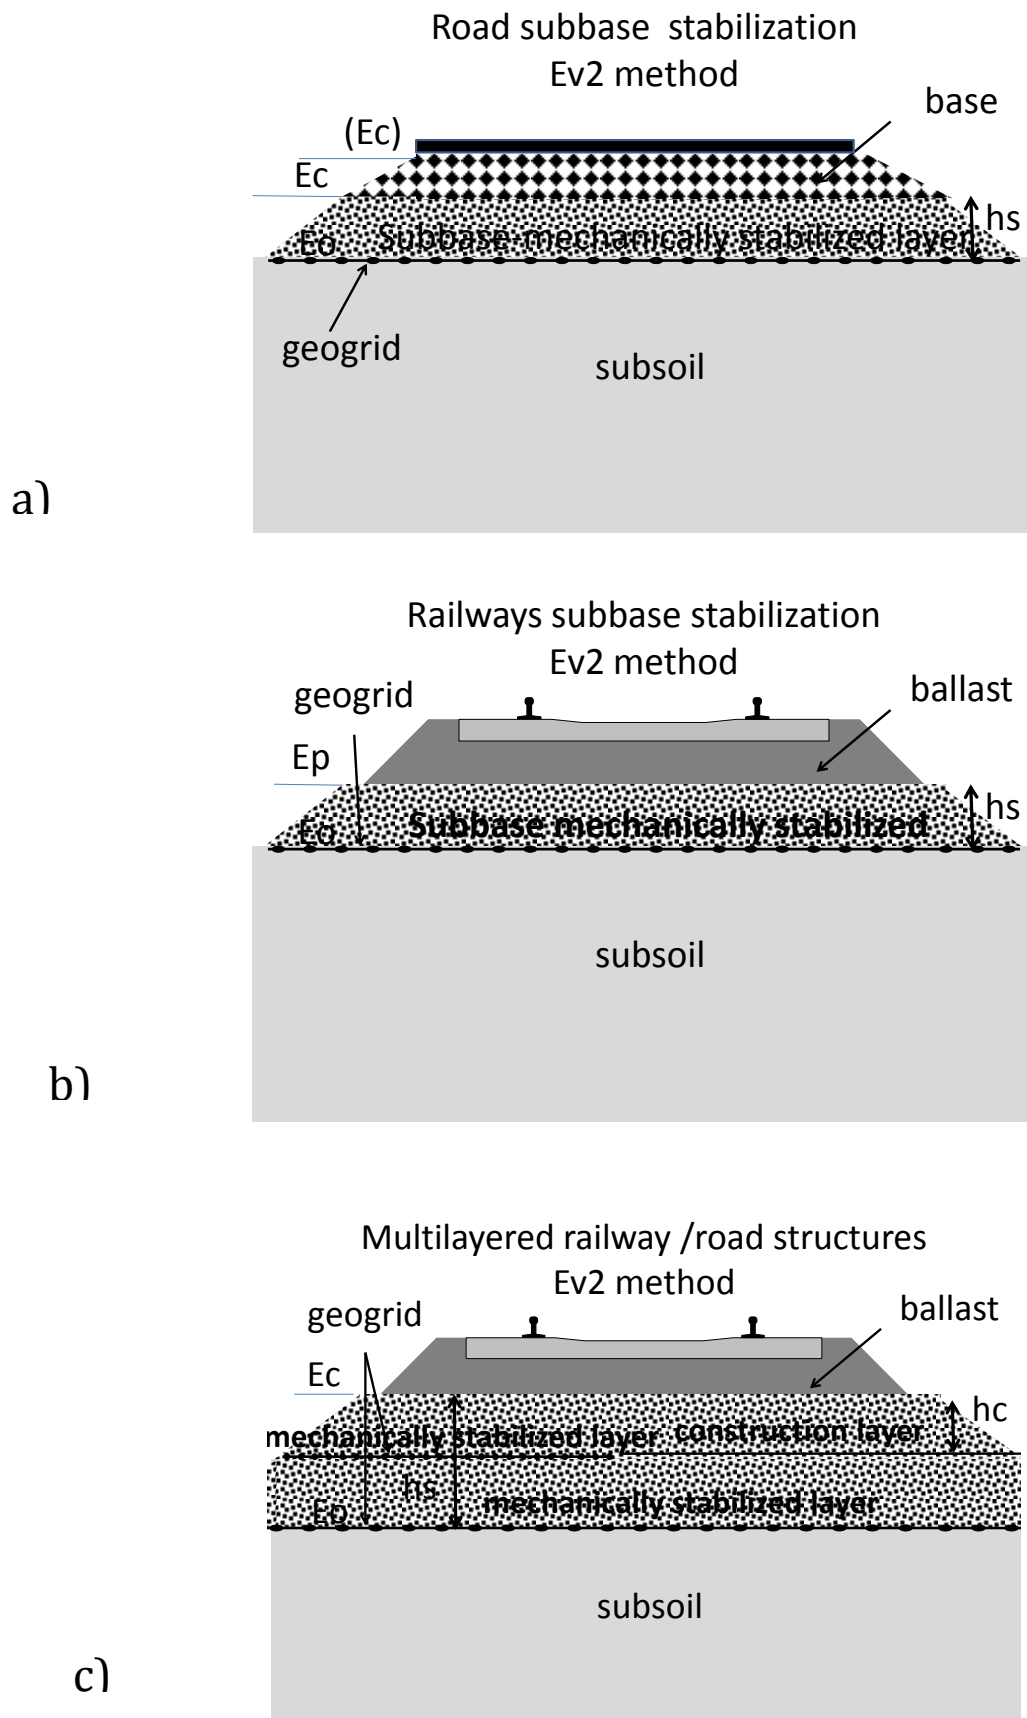 Road subbase  stabilization
Ev2 method
base
(Ec)
Ec
hs
Eo
Subbase-mechanically stabilized layer
geogrid
subsoil
a)
Railways subbase stabilization
Ev2 method
geogrid
ballast
Ep
hs
Eo
Subbase mechanically stabilized
subsoil
b)
Multilayered railway /road structures
Ev2 method
geogrid
ballast
Ec
hc
mechanically stabilized layer
construction layer
hs
Eo
mechanically stabilized layer
subsoil
c)